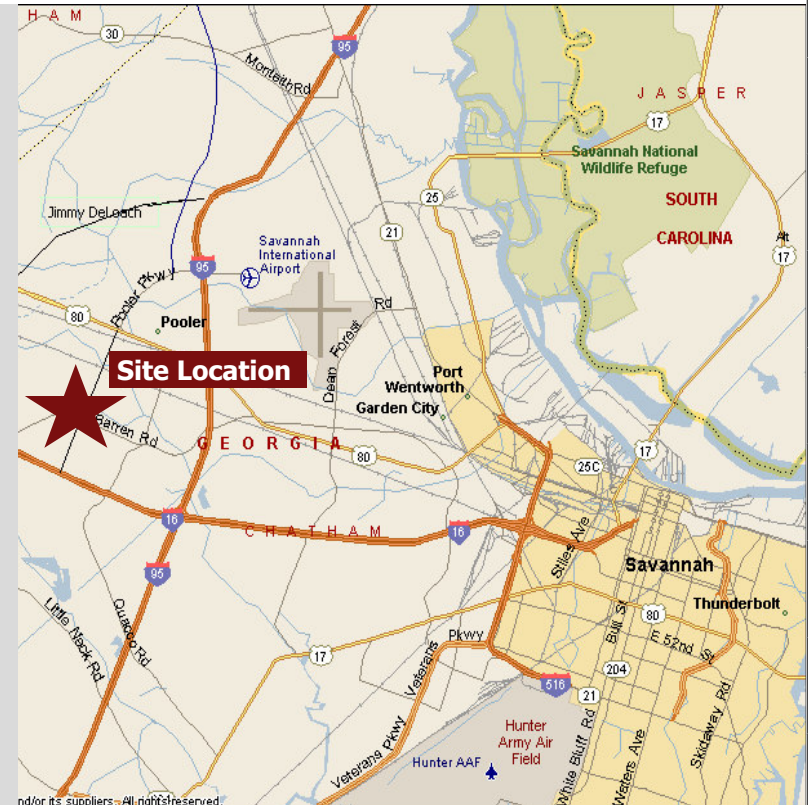 H A M
30
95
Monteith Rd
J A S P E R
17
Savannah National
Wildlife Refuge
SOUTH
CAROLINA
Alt
17
25
Jimmy DeLoach
21
Savannah
International
Airport
95
Pooler Pkwy
Rd
80
Pooler
Dean Forest
Site Location
Port
Wentworth
Garden City
Barren Rd
G E O R G I A
80
17
25C
16
C H A T H A M
16
Stiles Ave
95
Savannah
Thunderbolt
Little Neck Rd
Quacco Rd
Bull St
80
E 52nd St
17
Pkwy
Veterans
204
516
21
Skidaway Rd
Hunter
Army Air
Field
Hunter AAF
Veterans Pkwy
White Bluff Rd
Waters Ave
nd/or its suppliers. All rights reserved.